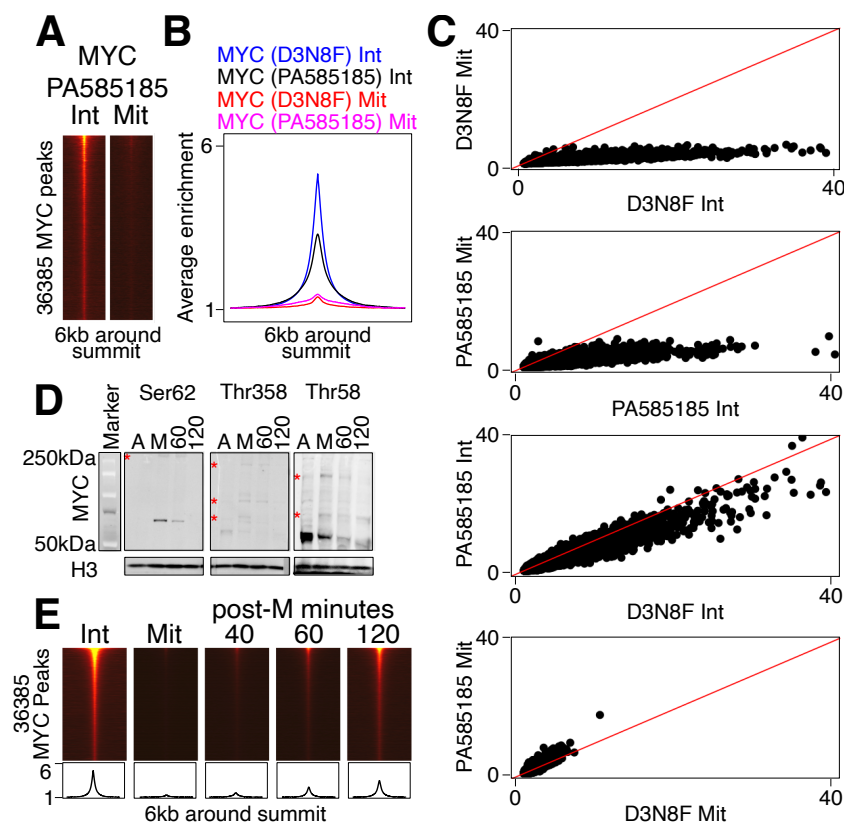 A
MYC
PA585185
Int Mit
36385 MYC peaks
6kb around
summit
B
MYC (D3N8F) Int
MYC (PA585185) Int
MYC (D3N8F) Mit
MYC (PA585185) Mit
Average enrichment
6
1
6kb around
summit
C
40
D3N8F Mit
0
0 40
D3N8F Int
40
PA585185 Mit
0
0 40
PA585185 Int
40
PA585185 Int
0
0 40
D3N8F Int
40
PA585185 Mit
0
0 40
D3N8F Mit
D
Marker
Ser62 Thr358 Thr58
A M 60 120 A M 60 120 A M 60 120
250kDa
MYC
50kDa
* * * * * *
H3
E
post-M minutes
Int Mit 40 60 120
36385
MYC Peaks
6
1
6kb around summit